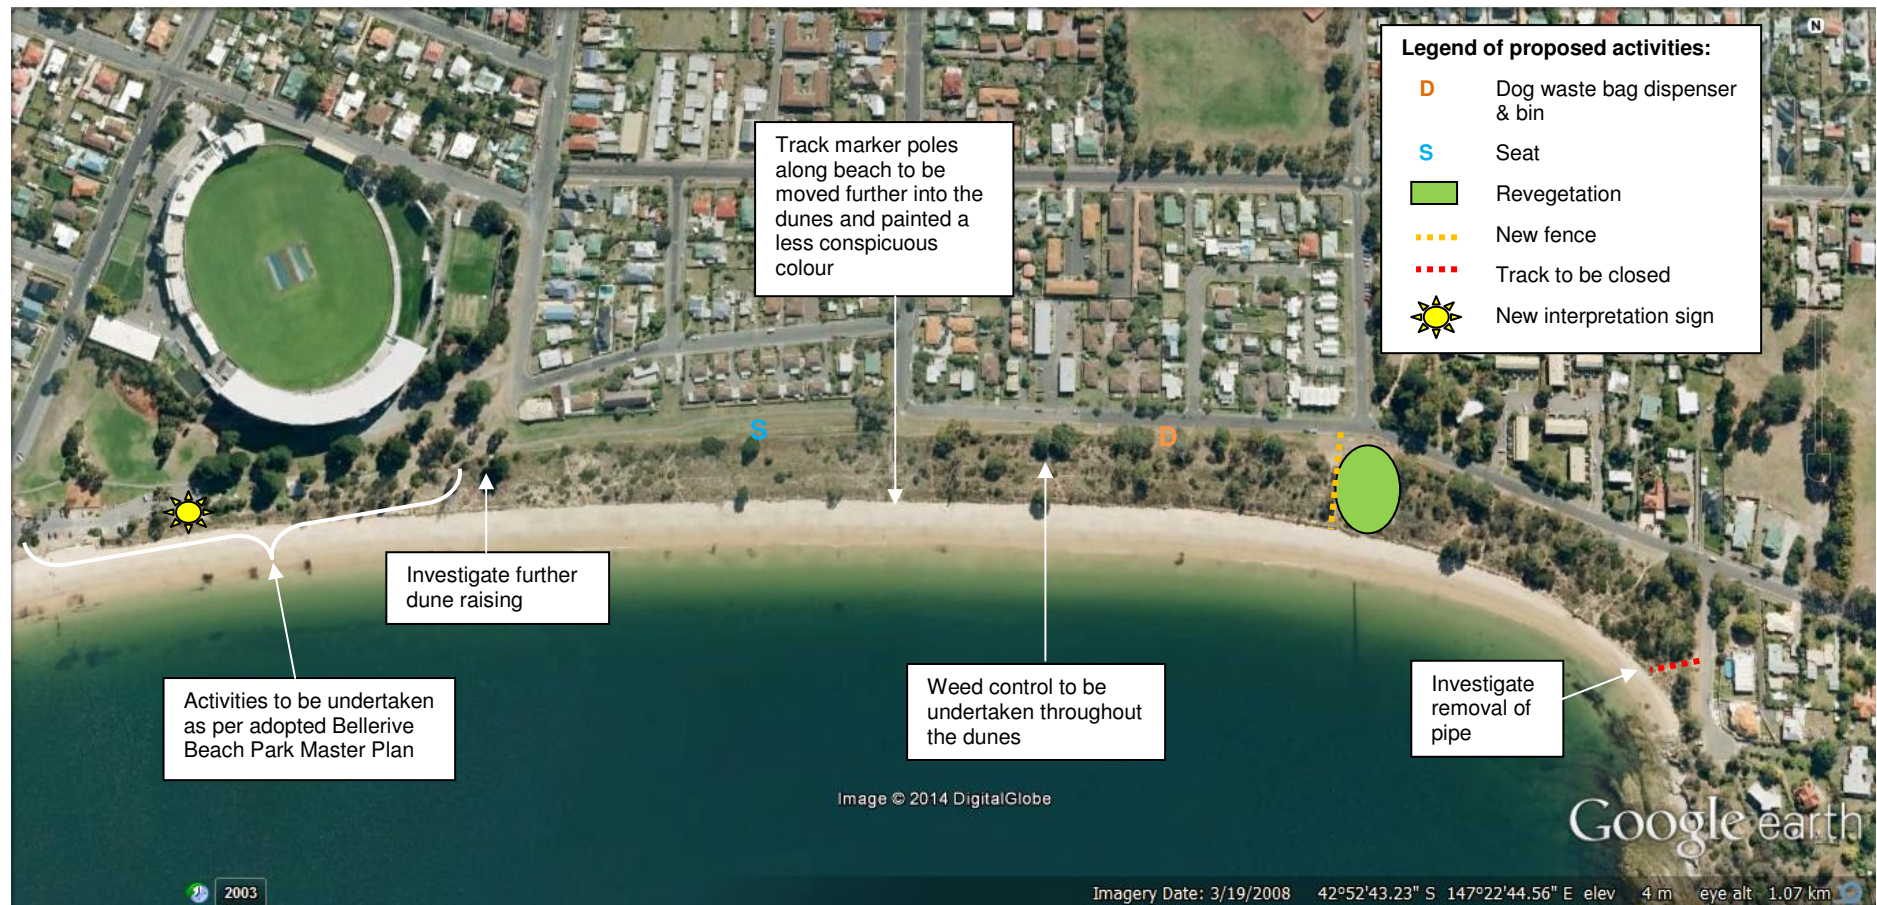 N
Legend of proposed activities:
D Dog waste bag dispenser
& bin
S Seat
Revegetation
New fence
Track to be closed
New interpretation sign
Track marker poles
along beach to be
moved further into the
dunes and painted a
less conspicuous
colour
S
D
Investigate further
dune raising
Activities to be undertaken
as per adopted Bellerive
Beach Park Master Plan
Weed control to be
undertaken throughout
the dunes
Investigate
removal of
pipe
Image © 2014 DigitalGlobe
Google earth
2003
Imagery Date: 3/19/2008 42°52'43.23" S 147°22'44.56" E elev 4 m eye alt 1.07 km